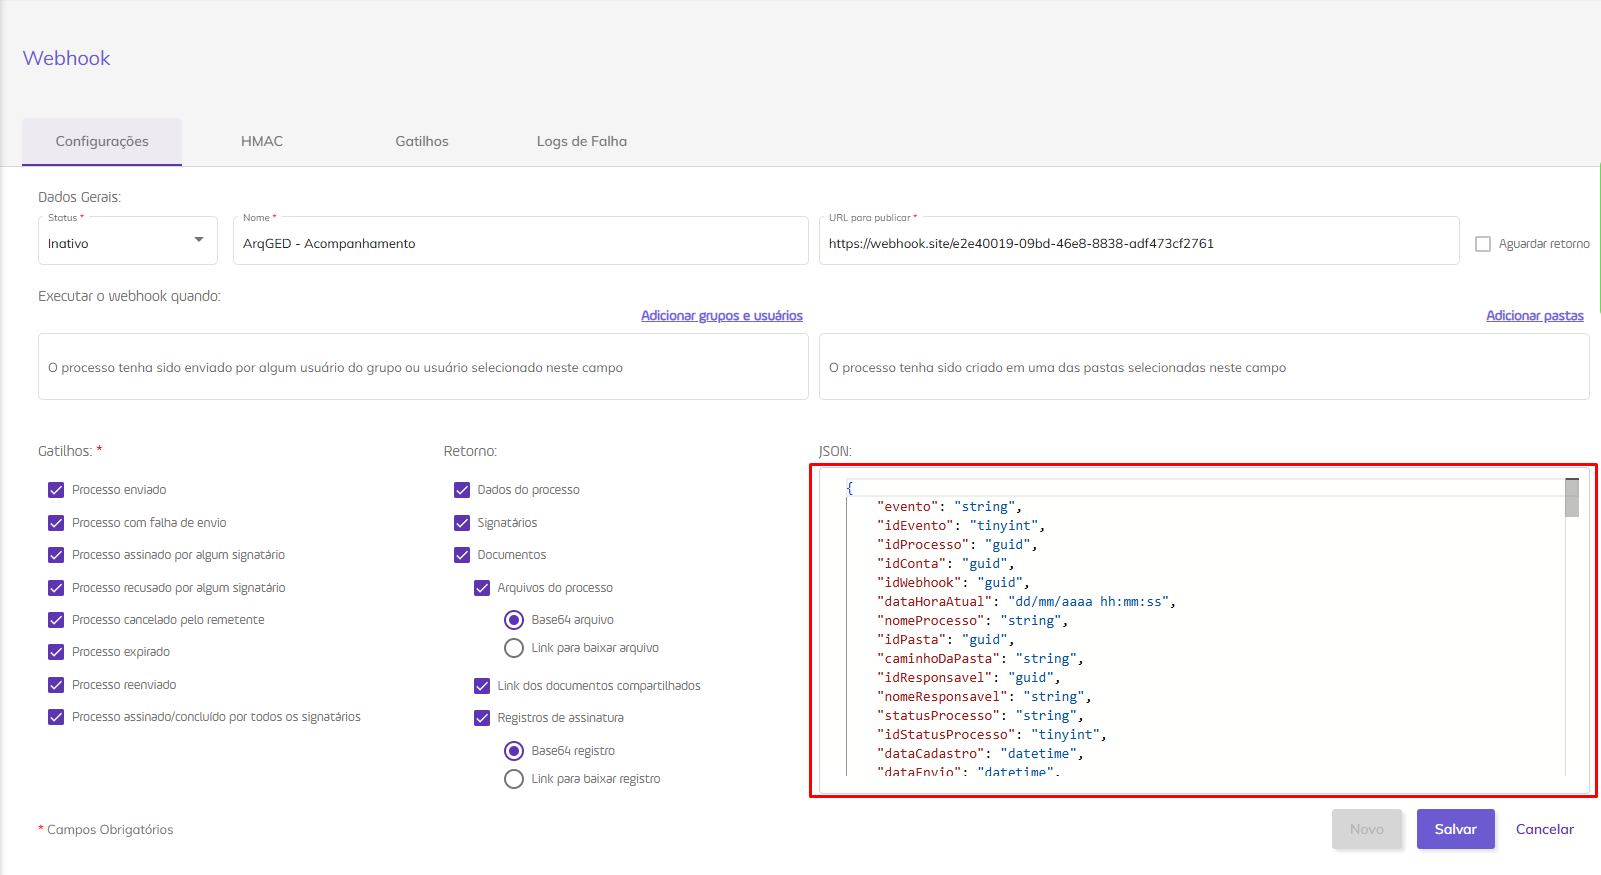 Webhook
Configurações
HMAC
Gatilhos
Logs de Falha
Dados Gerais:
Status *
Inativo
Nome *
ArqGED - Acompanhamento
URL para publicar *
https://webhook.site/e2e40019-09bd-46e8-8838-adf473cf2761
Aguardar retorno
Executar o webhook quando:
Adicionar grupos e usuários
Adicionar pastas
O processo tenha sido enviado por algum usuário do grupo ou usuário selecionado neste campo
O processo tenha sido criado em uma das pastas selecionadas neste campo
Gatilhos: *
Processo enviado
Processo com falha de envio
Processo assinado por algum signatário
Processo recusado por algum signatário
Processo cancelado pelo remetente
Processo expirado
Processo reenviado
Processo assinado/concluído por todos os signatários
Retorno:
Dados do processo
Signatários
Documentos
Arquivos do processo
Base64 arquivo
Link para baixar arquivo
Link dos documentos compartilhados
Registros de assinatura
Base64 registro
Link para baixar registro
JSON:
{
"evento": "string",
"idEvento": "tinyint",
"idProcesso": "guid",
"idConta": "guid",
"idWebhook": "guid",
"dataHoraAtual": "dd/mm/aaaa hh:mm:ss",
"nomeProcesso": "string",
"idPasta": "guid",
"caminhoDaPasta": "string",
"idResponsavel": "guid",
"nomeResponsavel": "string",
"statusProcesso": "string",
"idStatusProcesso": "tinyint",
"dataCadastro": "datetime",
"dataEnvio": "datetime",
* Campos Obrigatórios
Novo
Salvar
Cancelar